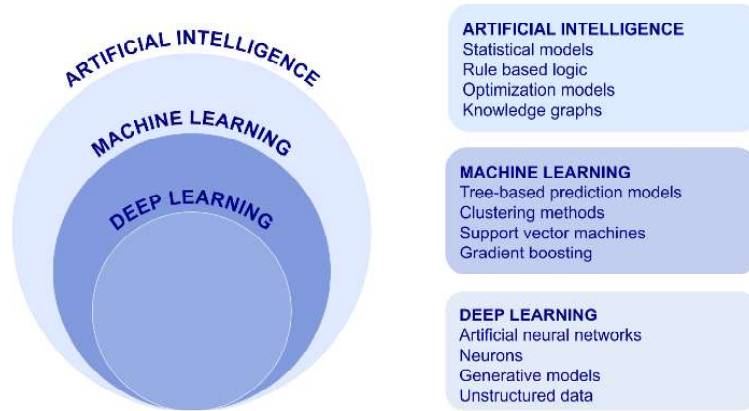 ARTIFICIAL INTELLIGENCE
MACHINE LEARNING
DEEP LEARNING
ARTIFICIAL INTELLIGENCE
Statistical models
Rule based logic
Optimization models
Knowledge graphs
MACHINE LEARNING
Tree-based prediction models
Clustering methods
Support vector machines
Gradient boosting
DEEP LEARNING
Artificial neural networks
Neurons
Generative models
Unstructured data